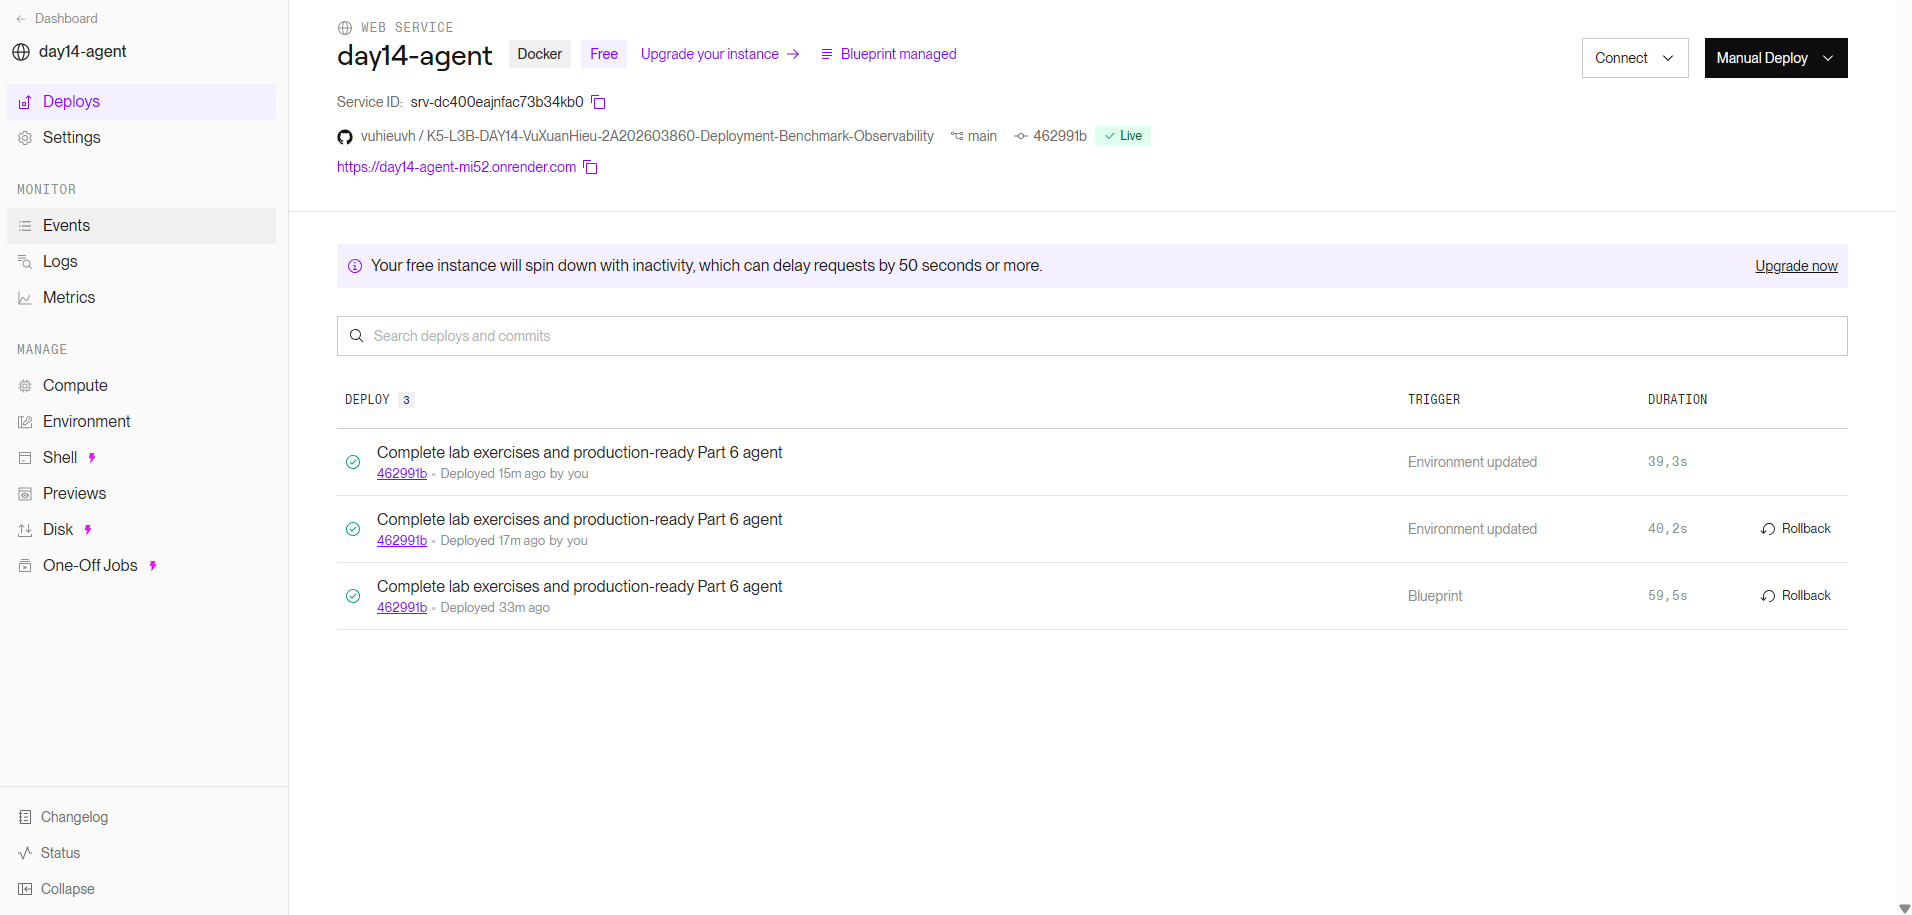 Dashboard
day14-agent
Deploys
Settings
MONITOR
Events
Logs
Metrics
MANAGE
Compute
Environment
Shell
Previews
Disk
One-Off Jobs
Changelog
Status
Collapse
WEB SERVICE
day14-agent Docker Free Upgrade your instance → Blueprint managed
Connect Manual Deploy
Service ID: srv-dc400eajnfac73b34kb0
vuhieuvh / K5-L3B-DAY14-VuXuanHieu-2A202603860-Deployment-Benchmark-Observability main 462991b Live
https://day14-agent-mi52.onrender.com
Your free instance will spin down with inactivity, which can delay requests by 50 seconds or more. Upgrade now
Search deploys and commits
DEPLOY 3 TRIGGER DURATION
Complete lab exercises and production-ready Part 6 agent
462991b • Deployed 15m ago by you
Environment updated 39,3s
Complete lab exercises and production-ready Part 6 agent
462991b • Deployed 17m ago by you
Environment updated 40,2s Rollback
Complete lab exercises and production-ready Part 6 agent
462991b • Deployed 33m ago
Blueprint 59,5s Rollback